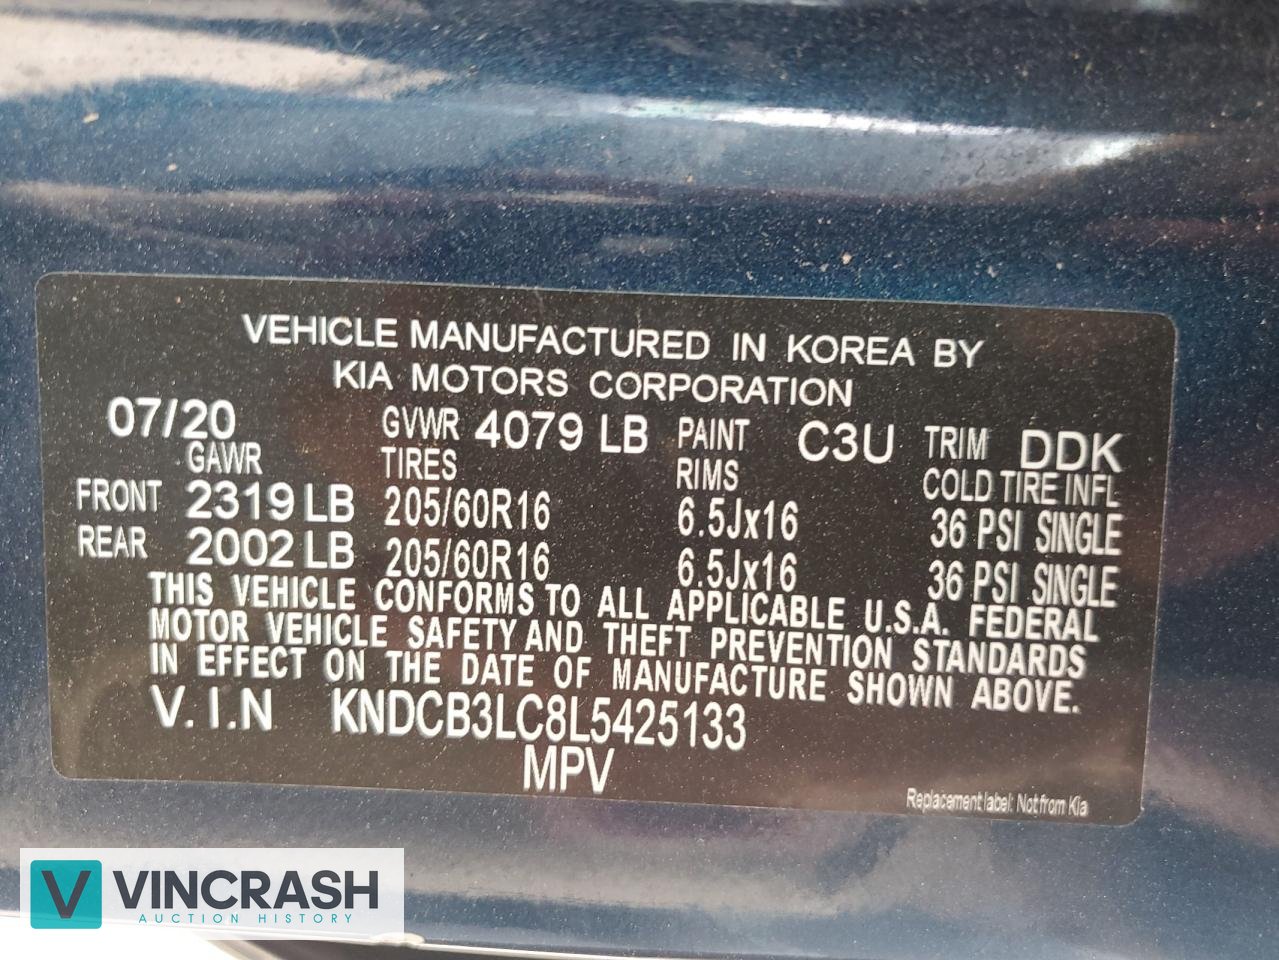 VEHICLE MANUFACTURED IN KOREA BY
KIA MOTORS CORPORATION
07/20 GVWR 4079 LB PAINT C3U TRIM DDK
GAWR TIRES RIMS COLD TIRE INFL
FRONT 2319 LB 205/60R16 6.5Jx16 36 PSI SINGLE
REAR 2002 LB 205/60R16 6.5Jx16 36 PSI SINGLE
THIS VEHICLE CONFORMS TO ALL APPLICABLE U.S.A. FEDERAL
MOTOR VEHICLE SAFETY AND THEFT PREVENTION STANDARDS
IN EFFECT ON THE DATE OF MANUFACTURE SHOWN ABOVE.
V.I.N KNDCB3LC8L5425133
MPV
Replacement label: Not from Kia
V VINCRASH
AUCTION HISTORY